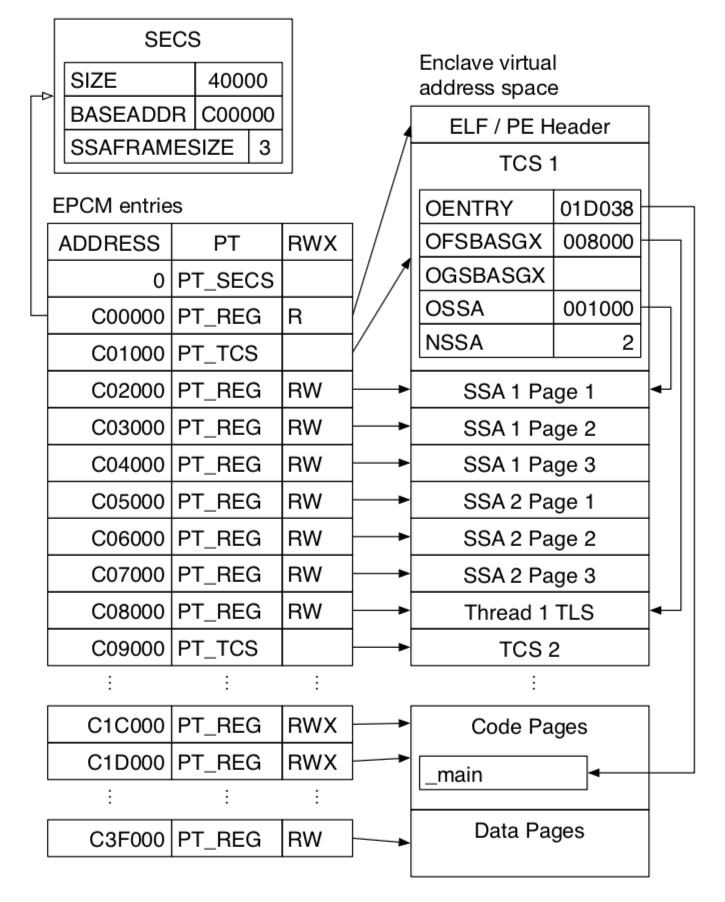 SECS
SIZE 40000
BASEADDR C00000
SSAFRAMESIZE 3
EPCM entries
ADDRESS PT RWX
0 PT_SECS
C00000 PT_REG R
C01000 PT_TCS
C02000 PT_REG RW
C03000 PT_REG RW
C04000 PT_REG RW
C05000 PT_REG RW
C06000 PT_REG RW
C07000 PT_REG RW
C08000 PT_REG RW
C09000 PT_TCS
⋮ ⋮ ⋮
C1C000 PT_REG RWX
C1D000 PT_REG RWX
⋮ ⋮ ⋮
C3F000 PT_REG RW
Enclave virtual
address space
ELF / PE Header
TCS 1
OENTRY 01D038
OFSBASGX 008000
OGSBASGX
OSSA 001000
NSSA 2
SSA 1 Page 1
SSA 1 Page 2
SSA 1 Page 3
SSA 2 Page 1
SSA 2 Page 2
SSA 2 Page 3
Thread 1 TLS
TCS 2
⋮
Code Pages
_main
Data Pages